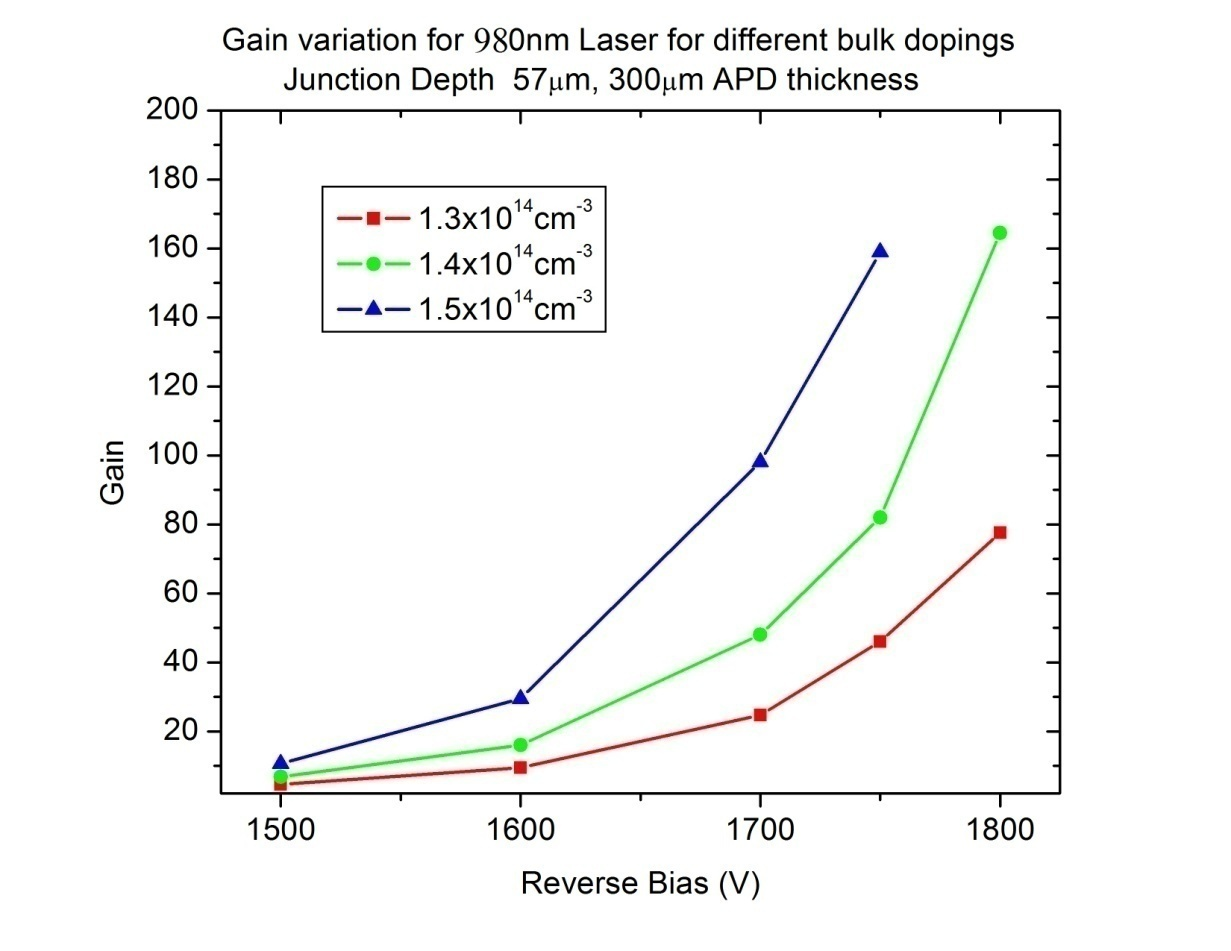 Gain variation for 980nm Laser for different bulk dopings
Junction Depth 57μm, 300μm APD thickness
200
180
160
140
120
100
80
60
40
20
Gain
1.3x10¹⁴cm⁻³
1.4x10¹⁴cm⁻³
1.5x10¹⁴cm⁻³
1500 1600 1700 1800
Reverse Bias (V)